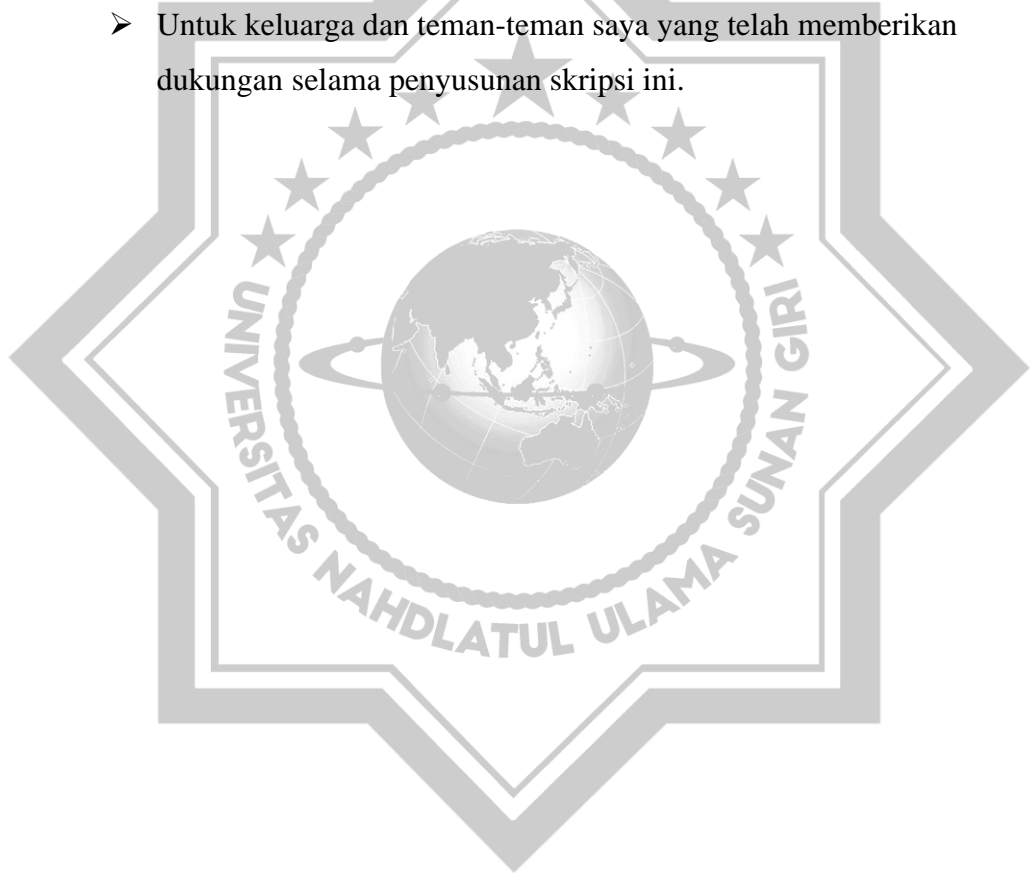 ➤ Untuk keluarga dan teman-teman saya yang telah memberikan
dukungan selama penyusunan skripsi ini.
UNIVERSITAS NAHDLATUL ULAMA SUNAN GIRI